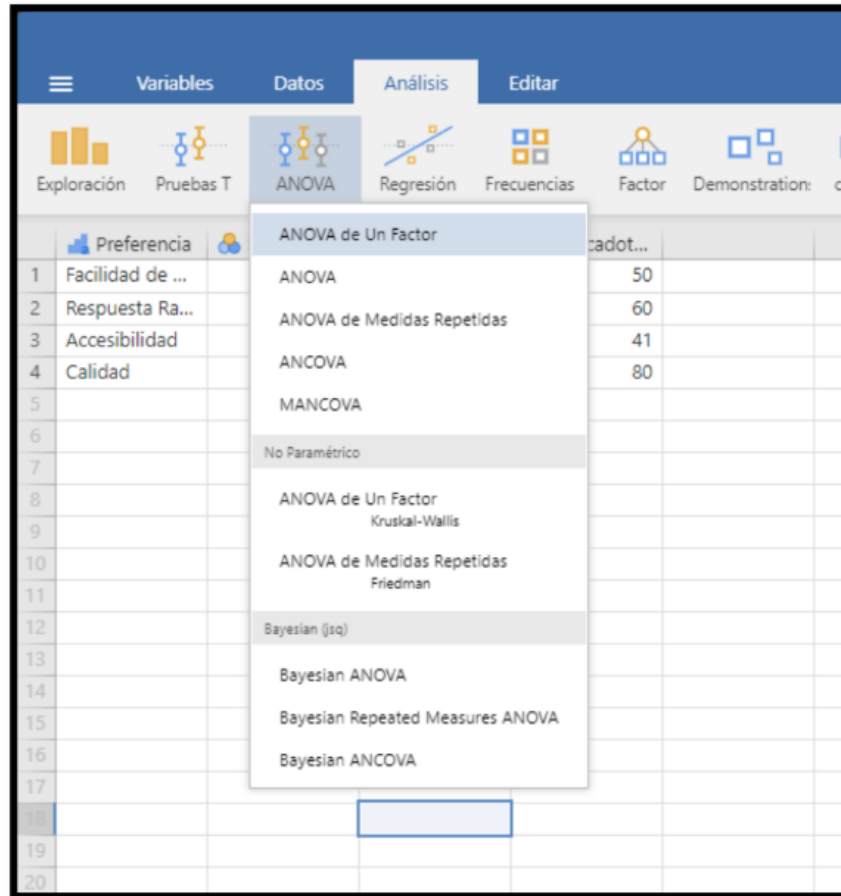 Variables Datos Análisis Editar
Exploración Pruebas T ANOVA Regresión Frecuencias Factor Demonstration:
Preferencia cadot...
ANOVA de Un Factor
1 Facilidad de ... 50
ANOVA
2 Respuesta Ra... 60
ANOVA de Medidas Repetidas
3 Accesibilidad 41
ANCOVA
4 Calidad 80
MANCOVA
5
6
No Paramétrico
7
8
ANOVA de Un Factor
Kruskal-Wallis
9
10
ANOVA de Medidas Repetidas
Friedman
11
12
Bayesian (jsq)
13
Bayesian ANOVA
14
15
Bayesian Repeated Measures ANOVA
16
Bayesian ANCOVA
17
18
19
20